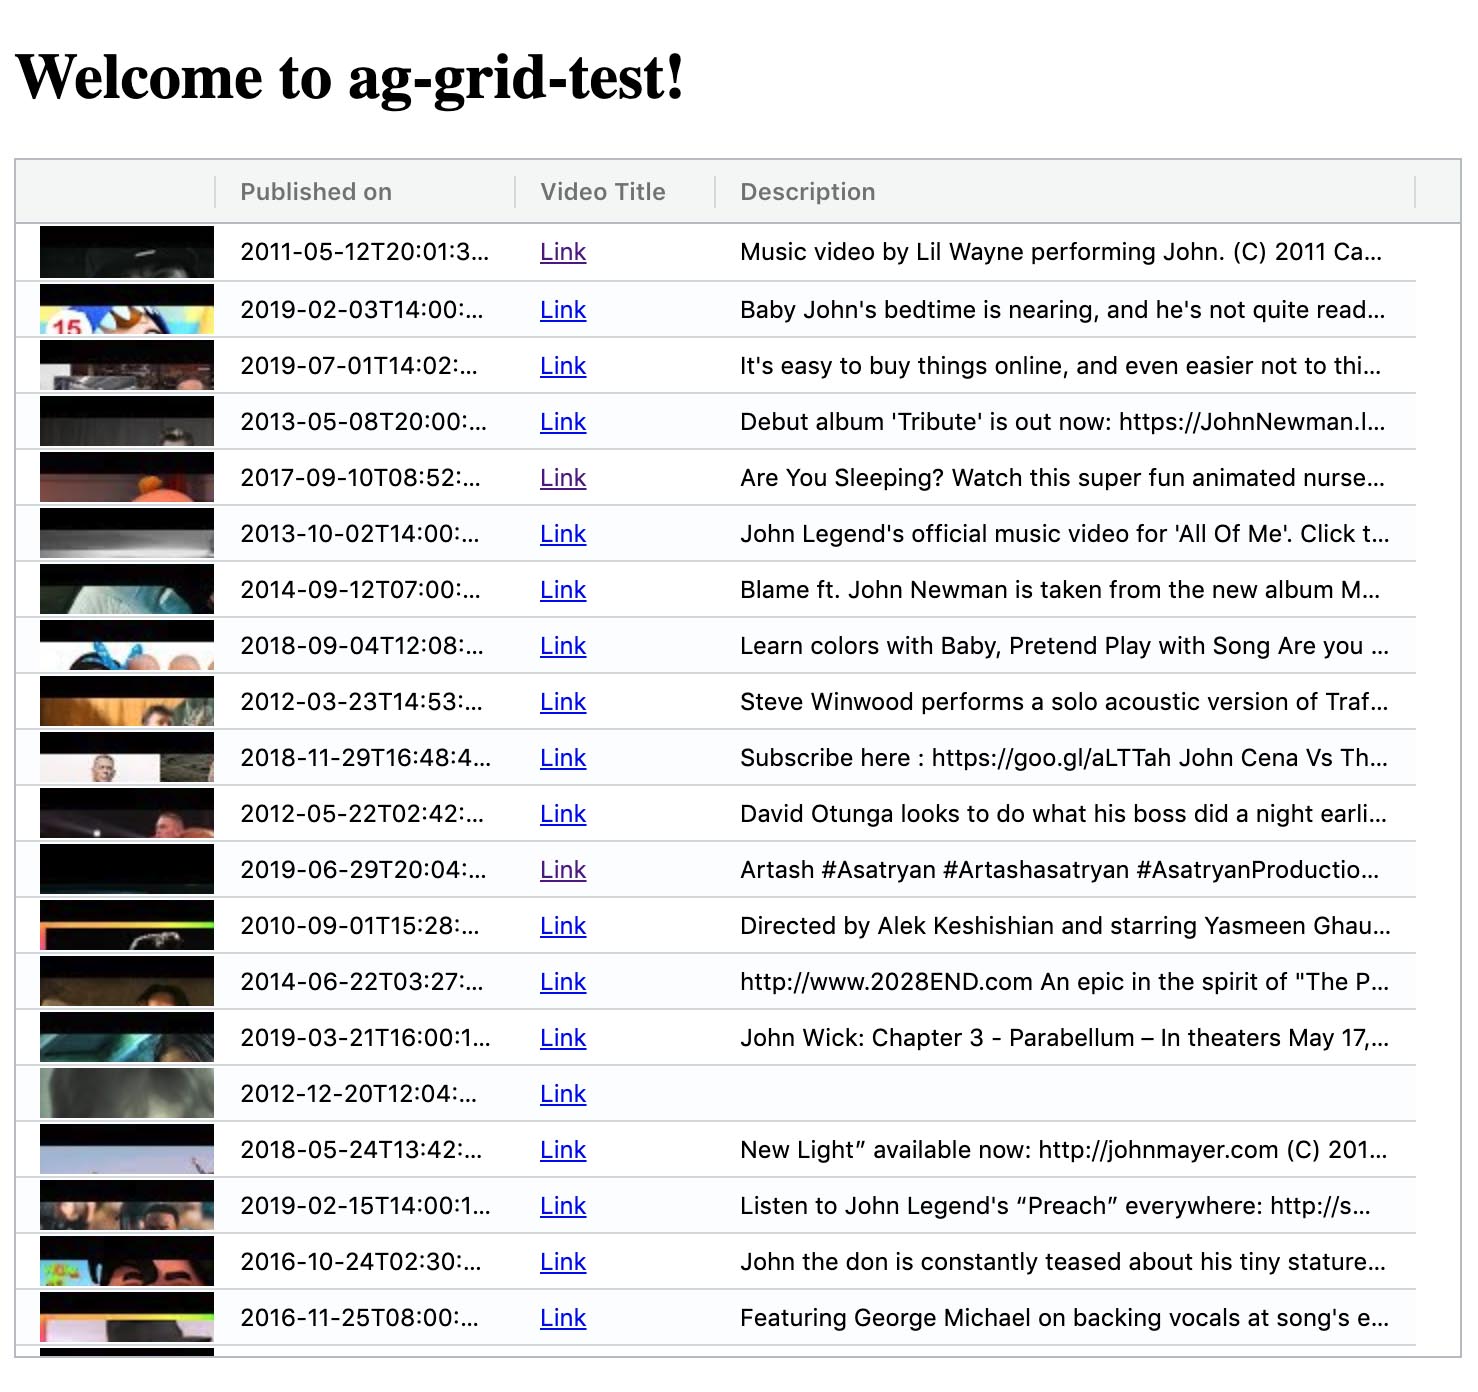 Welcome to ag-grid-test!
Published on Video Title Description
2011-05-12T20:01:3... Link Music video by Lil Wayne performing John. (C) 2011 Ca...
15 2019-02-03T14:00:... Link Baby John's bedtime is nearing, and he's not quite read...
2019-07-01T14:02:... Link It's easy to buy things online, and even easier not to thi...
2013-05-08T20:00:... Link Debut album 'Tribute' is out now: https://JohnNewman.l...
2017-09-10T08:52:... Link Are You Sleeping? Watch this super fun animated nurse...
2013-10-02T14:00:... Link John Legend's official music video for 'All Of Me'. Click t...
2014-09-12T07:00:... Link Blame ft. John Newman is taken from the new album M...
2018-09-04T12:08:... Link Learn colors with Baby, Pretend Play with Song Are you ...
2012-03-23T14:53:... Link Steve Winwood performs a solo acoustic version of Traf...
2018-11-29T16:48:4... Link Subscribe here : https://goo.gl/aLTTah John Cena Vs Th...
2012-05-22T02:42:... Link David Otunga looks to do what his boss did a night earli...
2019-06-29T20:04:... Link Artash #Asatryan #Artashasatryan #AsatryanProductio...
2010-09-01T15:28:... Link Directed by Alek Keshishian and starring Yasmeen Ghau...
2014-06-22T03:27:... Link http://www.2028END.com An epic in the spirit of "The P...
2019-03-21T16:00:1... Link John Wick: Chapter 3 - Parabellum – In theaters May 17,...
2012-12-20T12:04:... Link
2018-05-24T13:42:... Link New Light” available now: http://johnmayer.com (C) 201...
2019-02-15T14:00:1... Link Listen to John Legend's “Preach” everywhere: http://s...
2016-10-24T02:30:... Link John the don is constantly teased about his tiny stature...
2016-11-25T08:00:... Link Featuring George Michael on backing vocals at song's e...